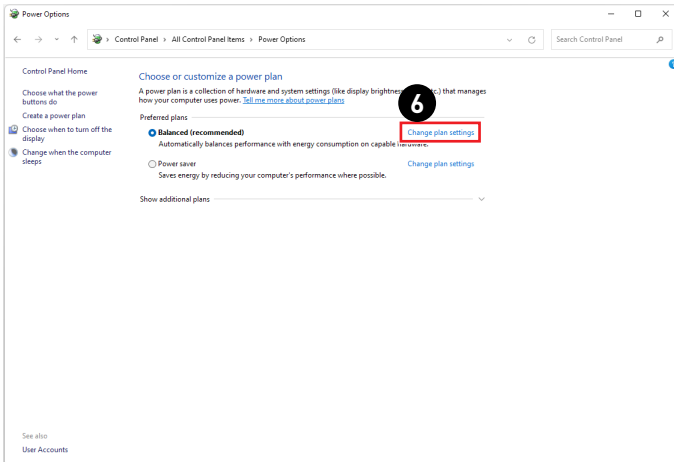 Power Options
Control Panel > All Control Panel Items > Power Options
Search Control Panel
Control Panel Home
Choose what the power
buttons do
Create a power plan
Choose when to turn off the
display
Change when the computer
sleeps
Choose or customize a power plan
A power plan is a collection of hardware and system settings (like display brightness, etc.) that manages
how your computer uses power. Tell me more about power plans
6
Preferred plans
Balanced (recommended)
Change plan settings
Automatically balances performance with energy consumption on capable hardware.
Power saver
Change plan settings
Saves energy by reducing your computer's performance where possible.
Show additional plans
See also
User Accounts